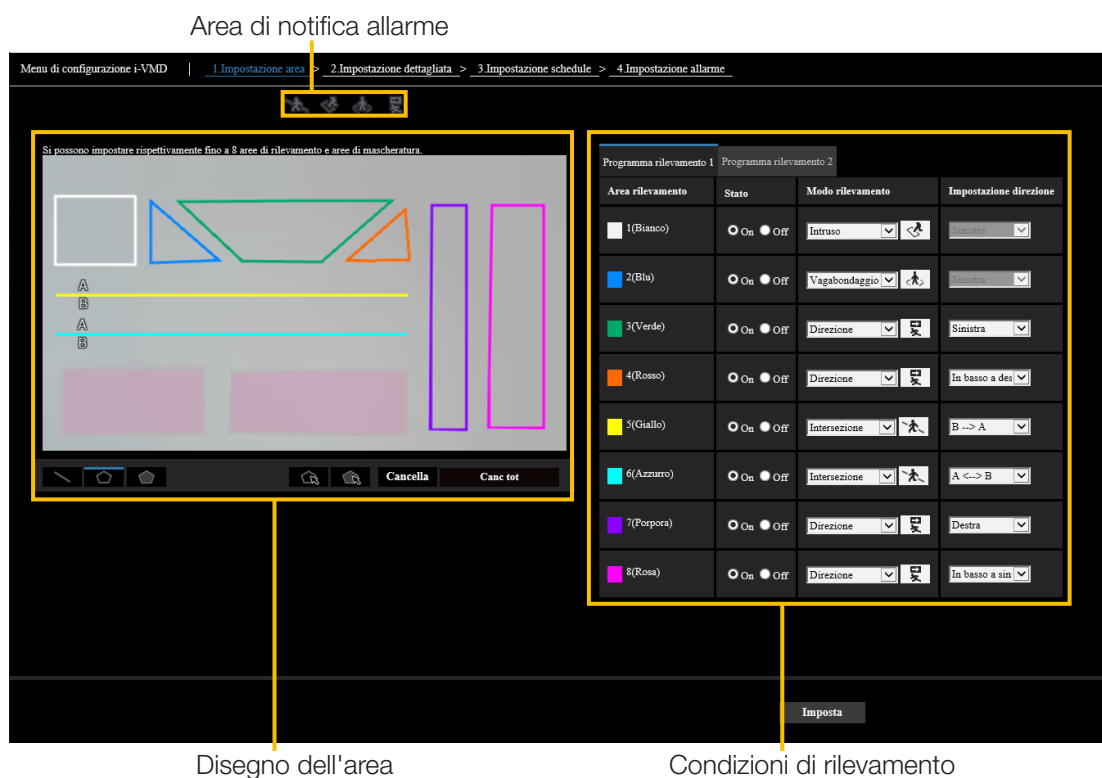 Area di notifica allarme
Menu di configurazione i-VMD | 1.Impostazione area > 2.Impostazione dettagliata > 3.Impostazione schedule > 4.Impostazione allarme
Si possono impostare rispettivamente fino a 8 aree di rilevamento e aree di mascheratura.
A
B
A
B
Cancella Canc tot
Programma rilevamento 1 Programma rilevamento 2
Area rilevamento Stato Modo rilevamento Impostazione direzione
1(Bianco) On Off Intruso Sinistra
2(Blu) On Off Vagabondaggio Sinistra
3(Verde) On Off Direzione Sinistra
4(Rosso) On Off Direzione In basso a des
5(Giallo) On Off Intersezione B --> A
6(Azzurro) On Off Intersezione A <--> B
7(Porpora) On Off Direzione Destra
8(Rosa) On Off Direzione In basso a sin
Imposta
Disegno dell'area Condizioni di rilevamento